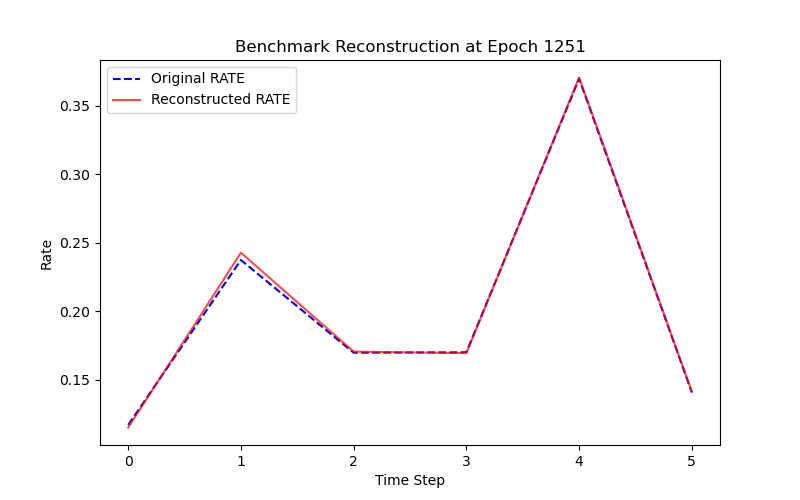 Benchmark Reconstruction at Epoch 1251
Original RATE
Reconstructed RATE
Rate
0.35
0.30
0.25
0.20
0.15
0 1 2 3 4 5
Time Step